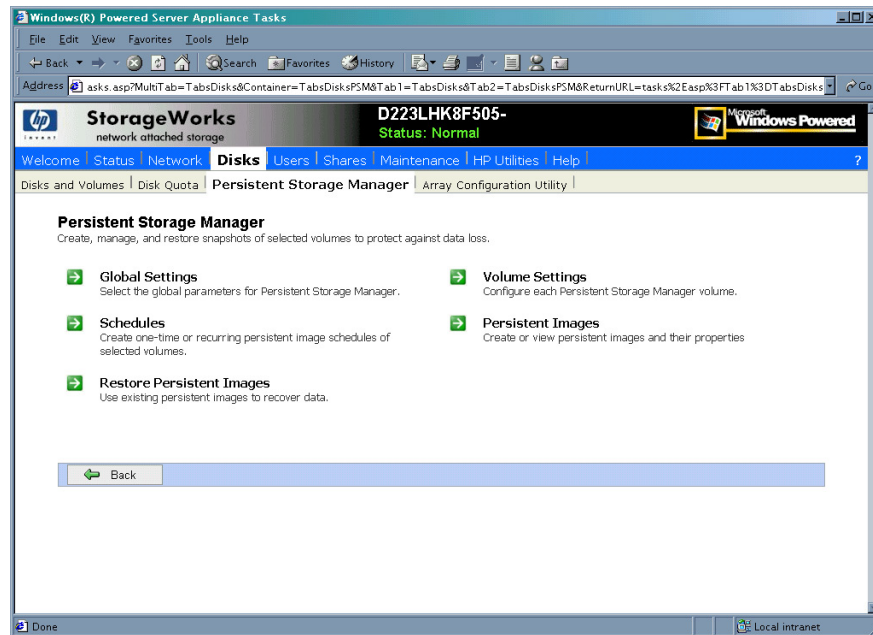 Windows(R) Powered Server Appliance Tasks
File Edit View Favorites Tools Help
Back Search Favorites History
Address asks.asp?MultiTab=TabsDisks&Container=TabsDisksPSM&Tab1=TabsDisks&Tab2=TabsDisksPSM&ReturnURL=tasks%2Easp%3FTab1%3DTabsDisks Go
hp StorageWorks D223LHK8F505- Microsoft
invent network attached storage Status: Normal Windows Powered
Welcome Status Network Disks Users Shares Maintenance HP Utilities Help ?
Disks and Volumes Disk Quota Persistent Storage Manager Array Configuration Utility
Persistent Storage Manager
Create, manage, and restore snapshots of selected volumes to protect against data loss.
Global Settings
Select the global parameters for Persistent Storage Manager.
Volume Settings
Configure each Persistent Storage Manager volume.
Schedules
Create one-time or recurring persistent image schedules of
selected volumes.
Persistent Images
Create or view persistent images and their properties
Restore Persistent Images
Use existing persistent images to recover data.
Back
Done Local intranet